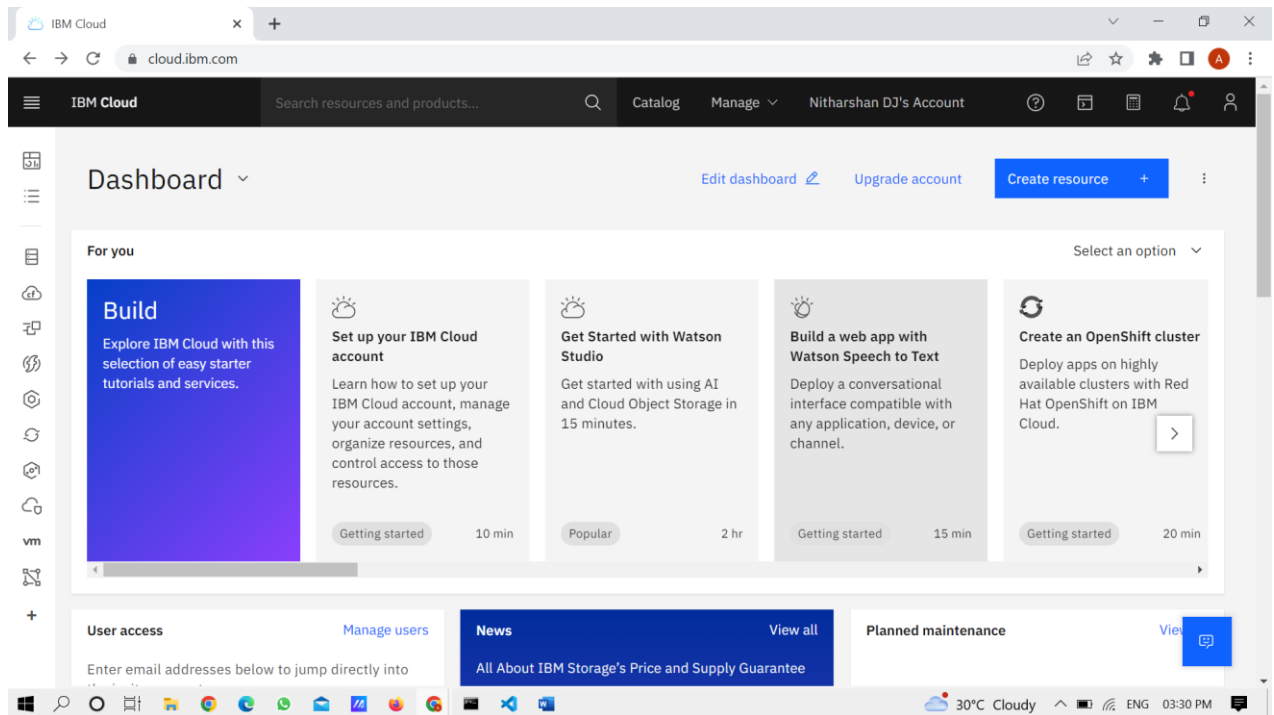 IBM Cloud
cloud.ibm.com
A
IBM Cloud
Search resources and products...
Catalog
Manage
Nitharshan DJ's Account
Dashboard
Edit dashboard
Upgrade account
Create resource +
For you
Select an option
Build
Explore IBM Cloud with this
selection of easy starter
tutorials and services.
Set up your IBM Cloud
account
Learn how to set up your
IBM Cloud account, manage
your account settings,
organize resources, and
control access to those
resources.
Getting started
10 min
Get Started with Watson
Studio
Get started with using AI
and Cloud Object Storage in
15 minutes.
Popular
2 hr
Build a web app with
Watson Speech to Text
Deploy a conversational
interface compatible with
any application, device, or
channel.
Getting started
15 min
Create an OpenShift cluster
Deploy apps on highly
available clusters with Red
Hat OpenShift on IBM
Cloud.
Getting started
20 min
vm
User access
Manage users
Enter email addresses below to jump directly into
News
View all
All About IBM Storage's Price and Supply Guarantee
Planned maintenance
30°C Cloudy
ENG
03:30 PM